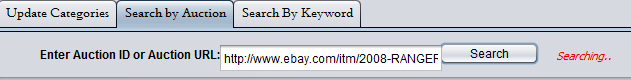 Update Categories Search by Auction Search By Keyword
Enter Auction ID or Auction URL: http://www.ebay.com/itm/2008-RANGER Search Searching..